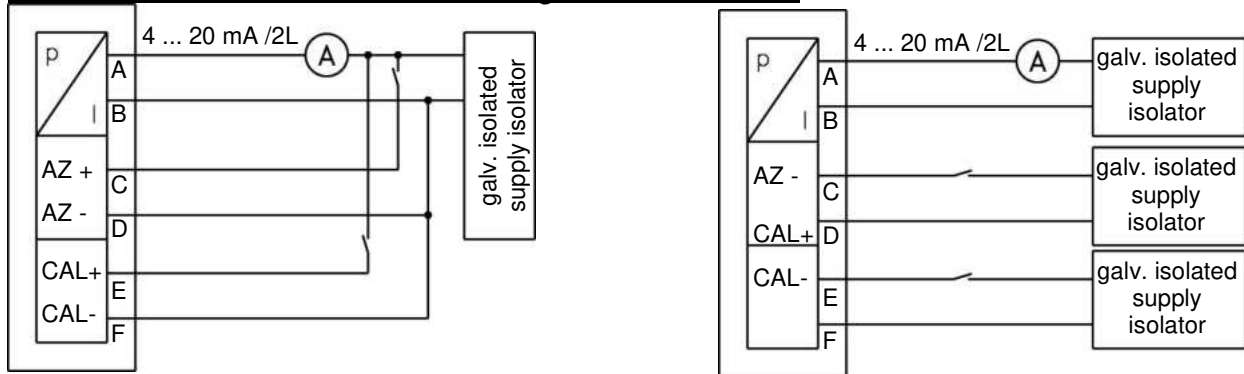 4 ... 20 mA /2L
A
p
I
A
B
AZ +
C
AZ -
D
CAL+
E
CAL-
F
galv. isolated
supply isolator
4 ... 20 mA /2L
A
p
I
A
B
AZ -
C
CAL+
D
CAL-
E
F
galv. isolated
supply
isolator
galv. isolated
supply
isolator
galv. isolated
supply
isolator